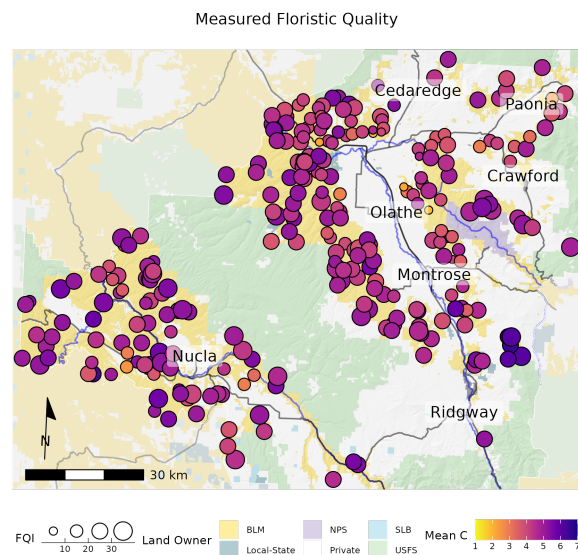 Measured Floristic Quality
Cedaredge
Paonia
Crawford
Olathe
Montrose
Nucla
Ridgway
N
30 km
FQI
10 20 30
Land Owner
BLM NPS SLB
Local-State Private USFS
Mean C
1 2 3 4 5 6 7